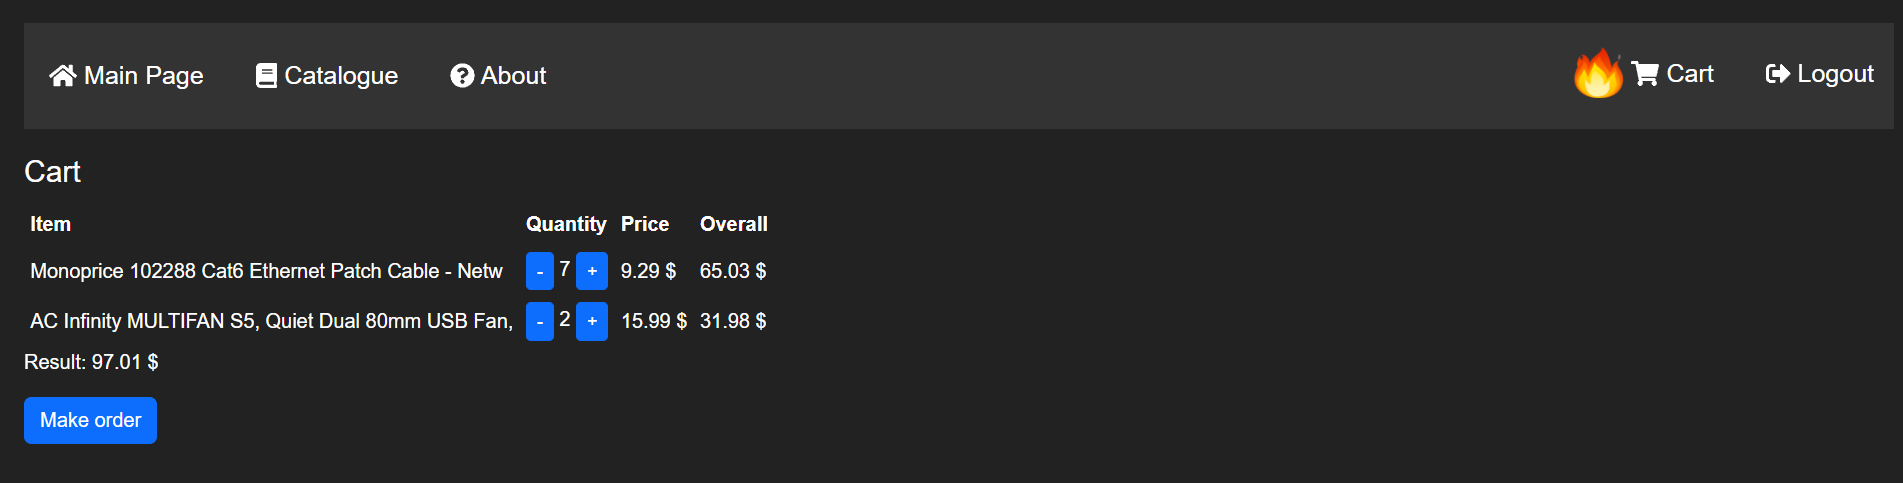 Main Page Catalogue About Cart Logout
Cart
Item Quantity Price Overall
Monoprice 102288 Cat6 Ethernet Patch Cable - Netw - 7 + 9.29 $ 65.03 $
AC Infinity MULTIFAN S5, Quiet Dual 80mm USB Fan, - 2 + 15.99 $ 31.98 $
Result: 97.01 $
Make order